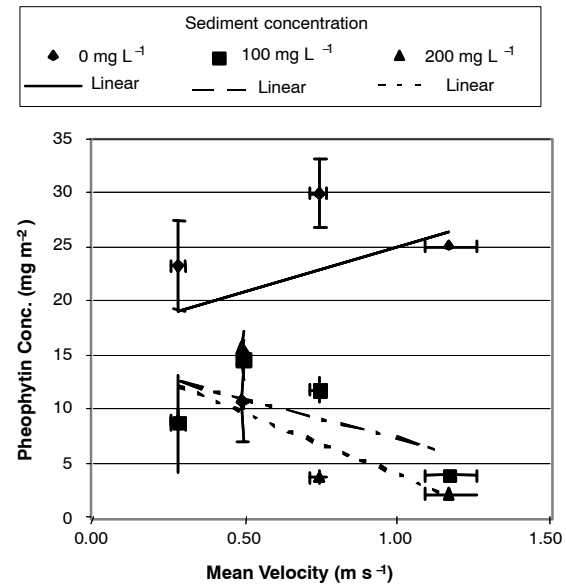 Sediment concentration
0 mg L⁻¹ 100 mg L⁻¹ 200 mg L⁻¹
Linear Linear Linear
35
30
25
20
15
10
5
0
Pheophytin Conc. (mg m⁻²)
0.00 0.50 1.00 1.50
Mean Velocity (m s⁻¹)